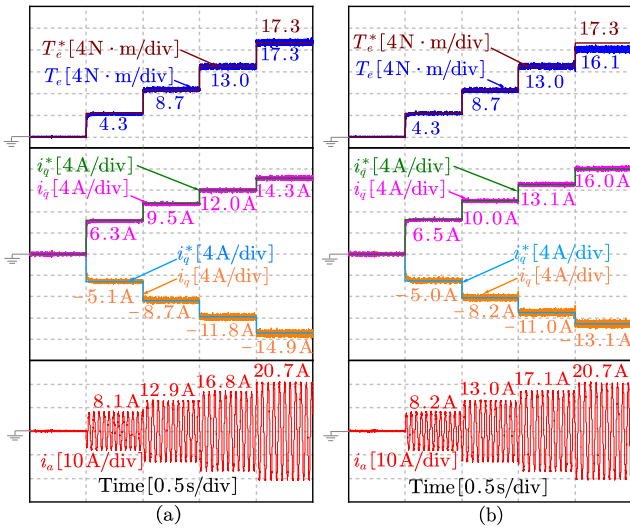 17.3
T_e^*[4N·m/div]
17.3
T_e[4N·m/div]
13.0
8.7
4.3
i_q^*[4A/div]
i_q[4A/div]
14.3A
12.0A
9.5A
6.3A
i_q^*[4A/div]
i_q[4A/div]
−5.1A
−8.7A
−11.8A
−14.9A
20.7A
16.8A
12.9A
8.1A
i_a[10A/div]
Time[0.5s/div]
(a)
17.3
T_e^*[4N·m/div]
16.1
T_e[4N·m/div]
13.0
8.7
4.3
i_q^*[4A/div]
i_q[4A/div]
16.0A
13.1A
10.0A
6.5A
i_q^*[4A/div]
i_q[4A/div]
−5.0A
−8.2A
−11.0A
−13.1A
20.7A
17.1A
13.0A
8.2A
i_a[10A/div]
Time[0.5s/div]
(b)